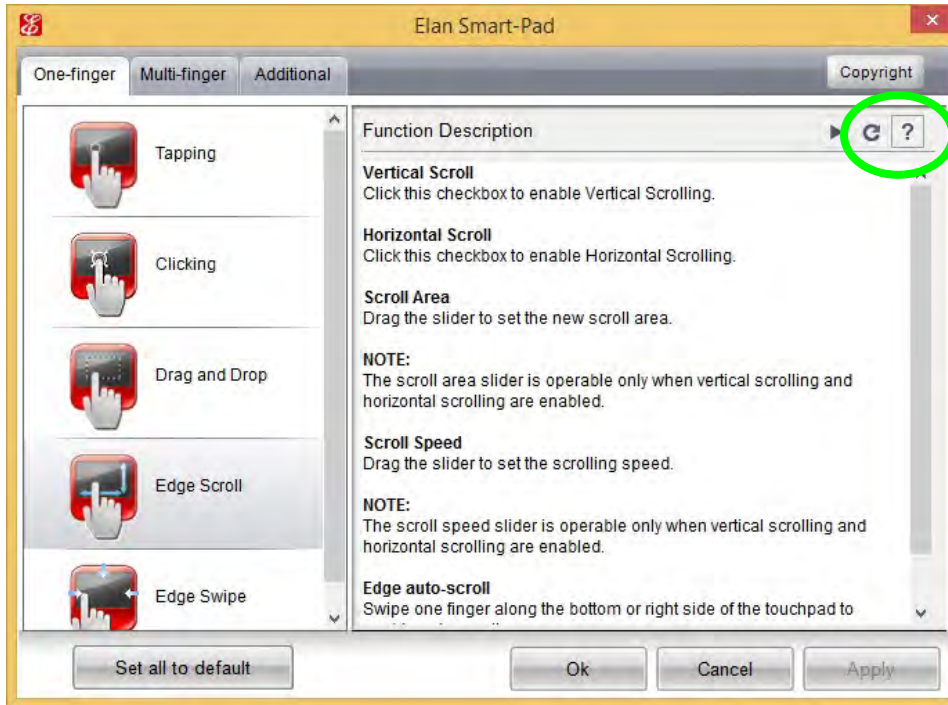 Elan Smart-Pad
One-finger
Multi-finger
Additional
Copyright
Tapping
Clicking
Drag and Drop
Edge Scroll
Edge Swipe
Function Description
?
Vertical Scroll
Click this checkbox to enable Vertical Scrolling.
Horizontal Scroll
Click this checkbox to enable Horizontal Scrolling.
Scroll Area
Drag the slider to set the new scroll area.
NOTE:
The scroll area slider is operable only when vertical scrolling and
horizontal scrolling are enabled.
Scroll Speed
Drag the slider to set the scrolling speed.
NOTE:
The scroll speed slider is operable only when vertical scrolling and
horizontal scrolling are enabled.
Edge auto-scroll
Swipe one finger along the bottom or right side of the touchpad to
Set all to default
Ok
Cancel
Apply